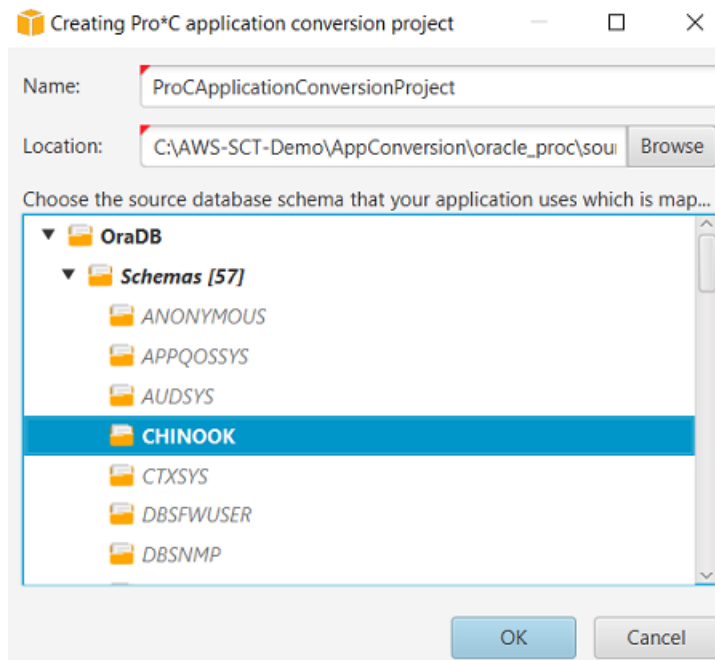 Creating Pro*C application conversion project
Name: ProCApplicationConversionProject
Location: C:\AWS-SCT-Demo\AppConversion\oracle_proc\sour Browse
Choose the source database schema that your application uses which is map...
OraDB
Schemas [57]
ANONYMOUS
APPQOSSYS
AUDSYS
CHINOOK
CTXSYS
DBSFWUSER
DBSNMP
OK Cancel